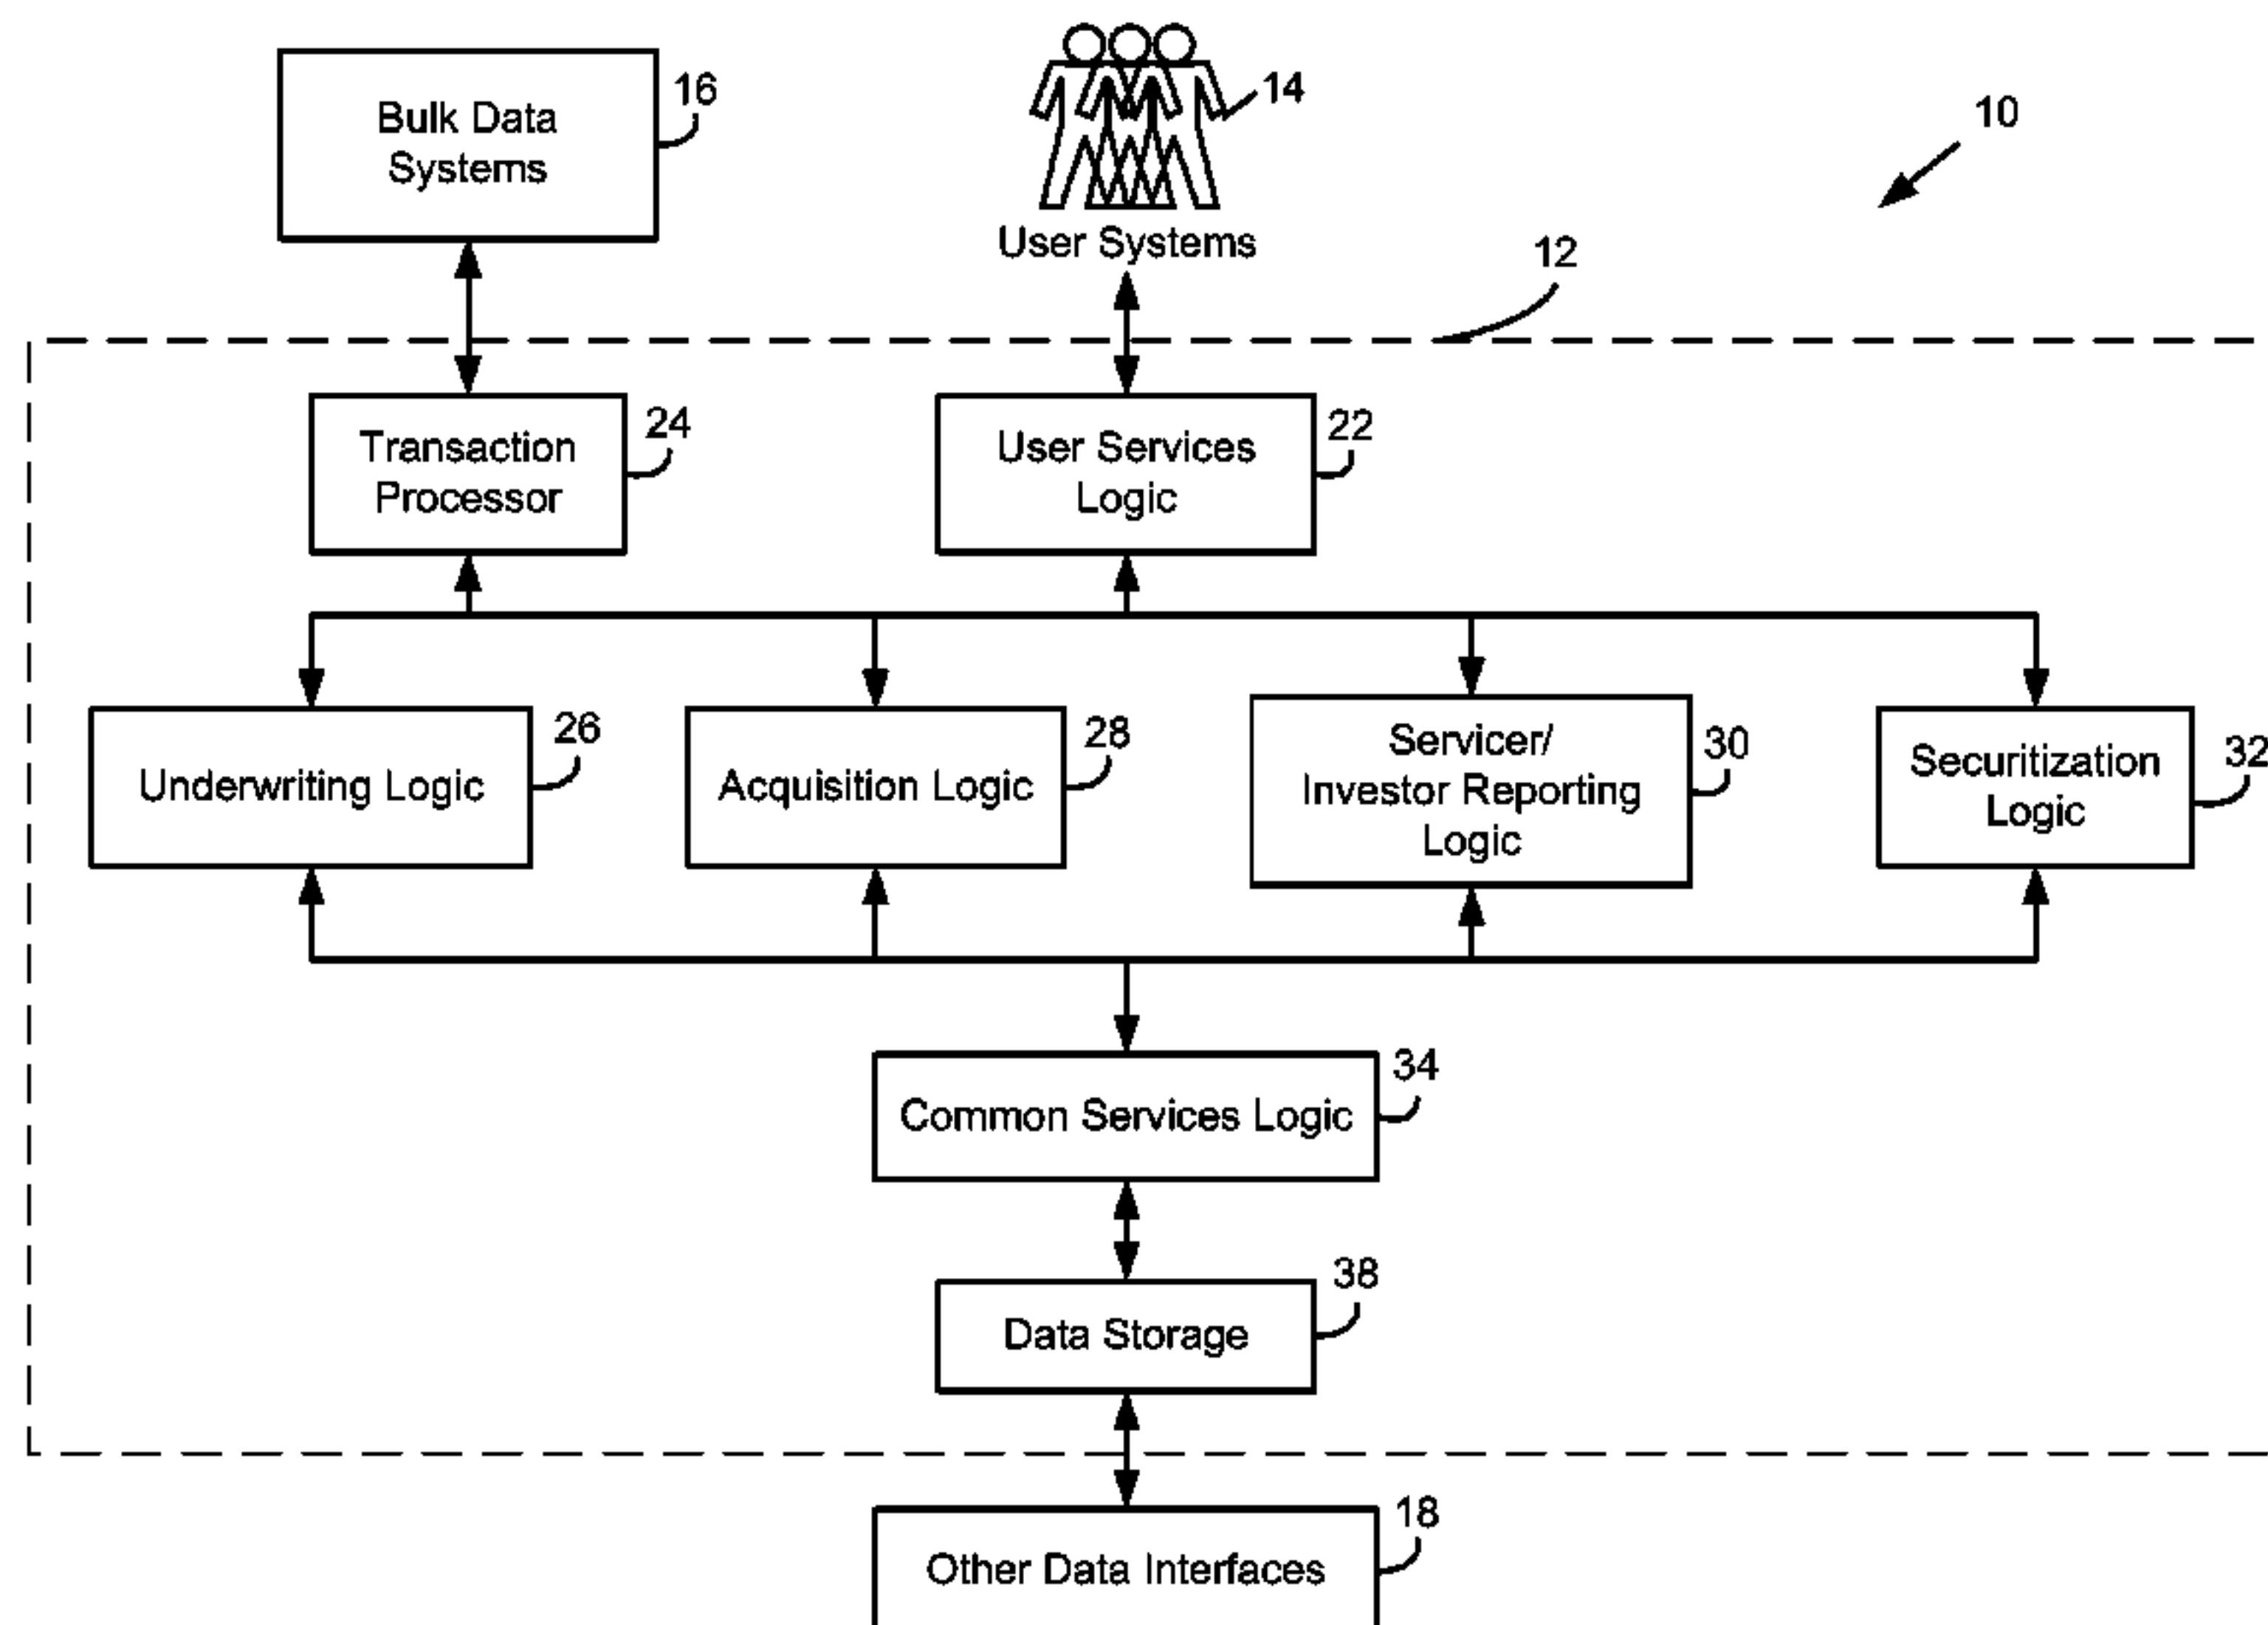 Bulk Data
Systems
16
14
User Systems
10
12
Transaction
Processor
24
User Services
Logic
22
Underwriting Logic
26
Acquisition Logic
28
Servicer/
Investor Reporting
Logic
30
Securitization
Logic
32
Common Services Logic
34
Data Storage
38
Other Data Interfaces
18